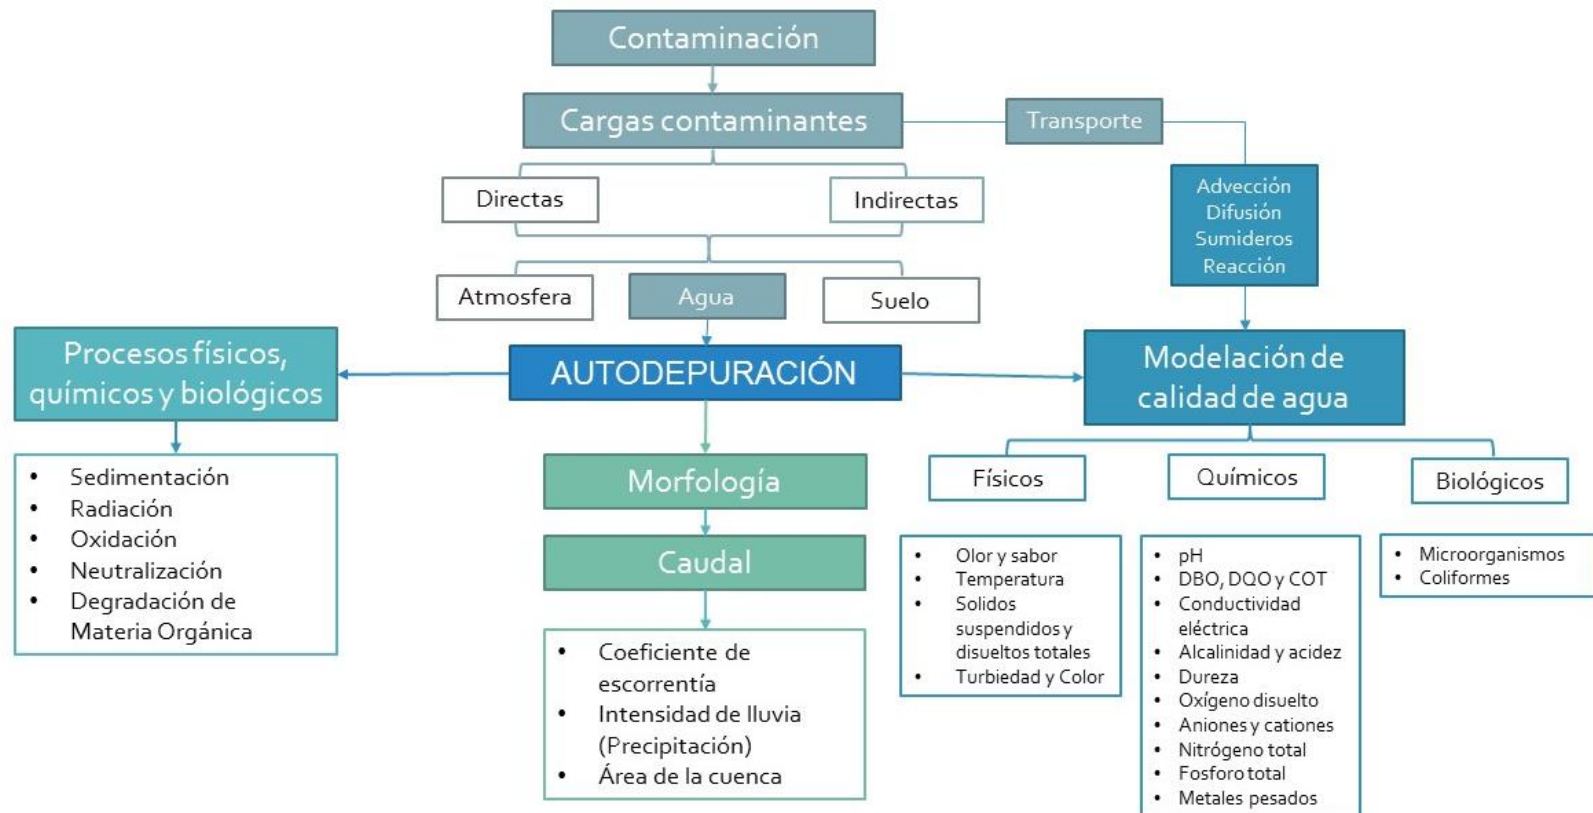 Contaminación
Cargas contaminantes
Transporte
Directas
Indirectas
Advección
Difusión
Sumideros
Reacción
Atmosfera
Agua
Suelo
Procesos físicos,
químicos y biológicos
AUTODEPURACIÓN
Modelación de
calidad de agua
• Sedimentación
• Radiación
• Oxidación
• Neutralización
• Degradación de
Materia Orgánica
Morfología
Caudal
• Coeficiente de
escorrentía
• Intensidad de lluvia
(Precipitación)
• Área de la cuenca
Físicos
Químicos
Biológicos
• Olor y sabor
• Temperatura
• Solidos
suspendidos y
disueltos totales
• Turbiedad y Color
• pH
• DBO, DQO y COT
• Conductividad
eléctrica
• Alcalinidad y acidez
• Dureza
• Oxígeno disuelto
• Aniones y cationes
• Nitrógeno total
• Fosforo total
• Metales pesados
• Microorganismos
• Coliformes